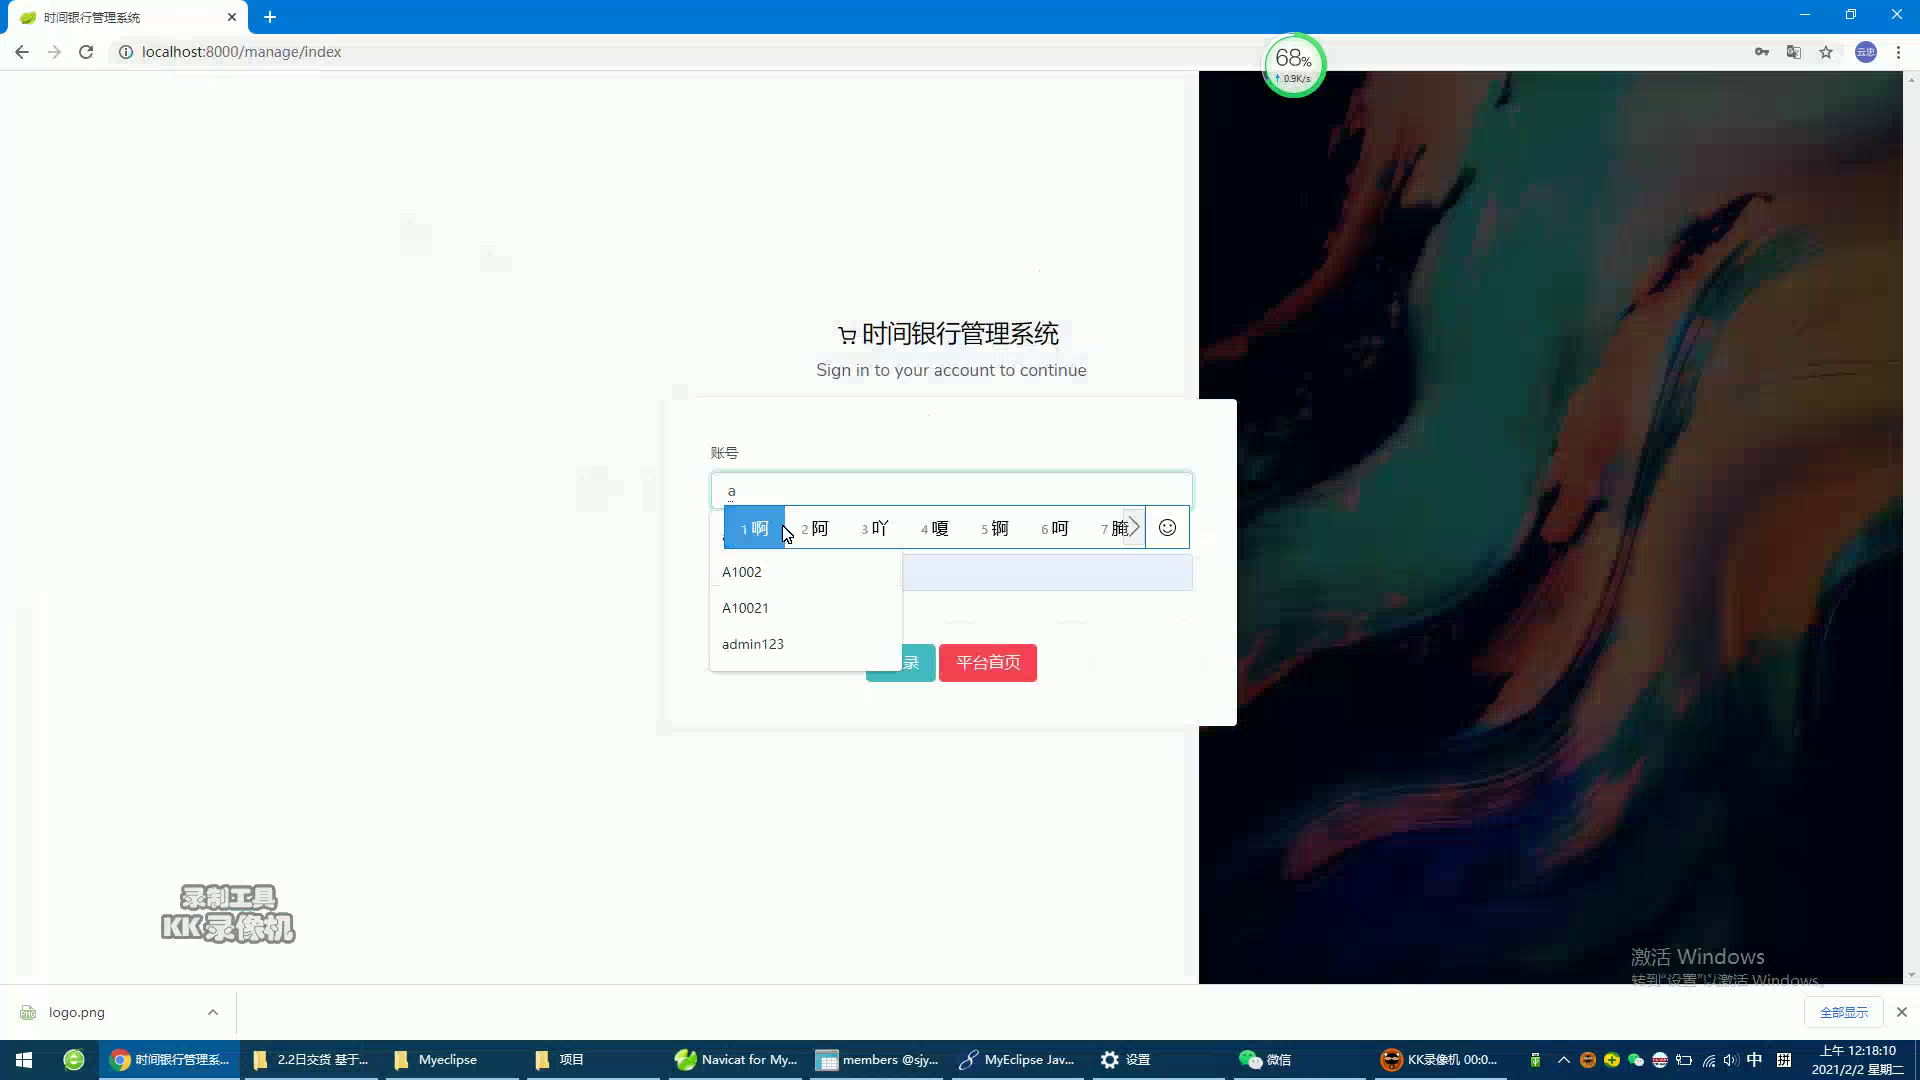 时间银行管理系统
localhost:8000/manage/index
68%
↑ 0.9K/s
云忠
时间银行管理系统
Sign in to your account to continue
账号
a
1 啊 2 阿 3 吖 4 嗄 5 锕 6 呵 7 腌
A1002
A10021
admin123
录 平台首页
录制工具
KK录像机
激活 Windows
转到"设置"以激活 Windows。
logo.png
全部显示
时间银行管理系...
2.2日交货 基于...
Myeclipse
项目
Navicat for My...
members @sjy...
MyEclipse Jav...
设置
微信
KK录像机 00:0...
中
拼
上午 12:18:10
2021/2/2 星期二